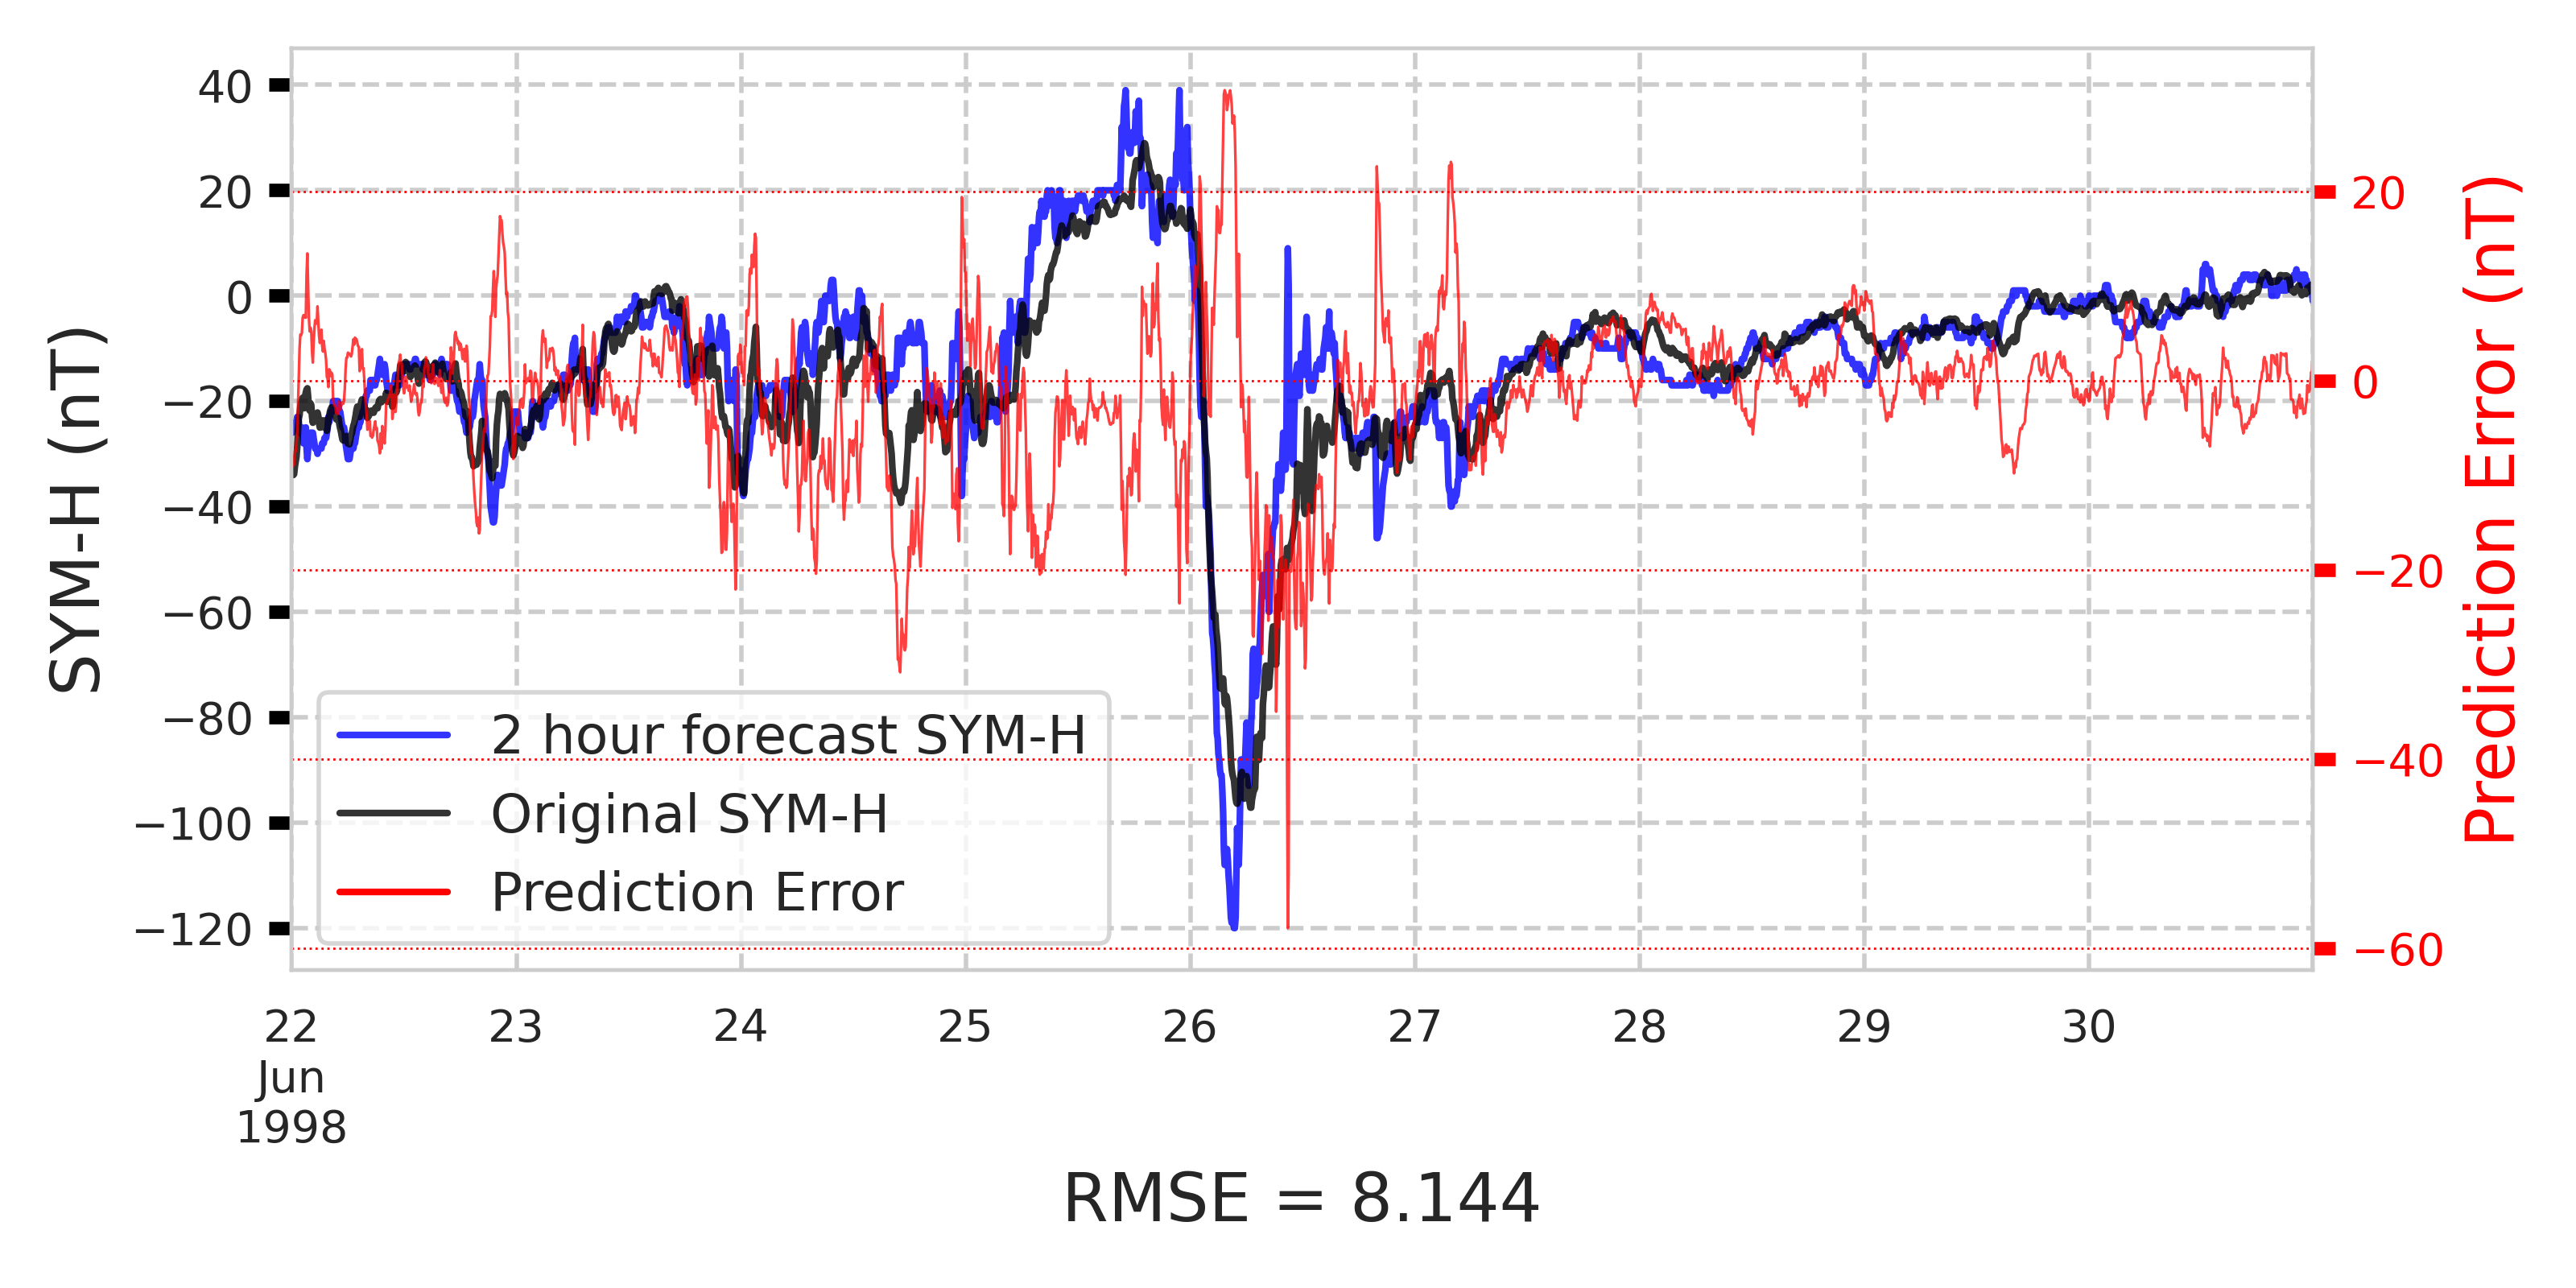 SYM-H (nT)
40
20
0
−20
−40
−60
−80
−100
−120
2 hour forecast SYM-H
Original SYM-H
Prediction Error
20
0
−20
−40
−60
Prediction Error (nT)
22 23 24 25 26 27 28 29 30
Jun
1998
RMSE = 8.144